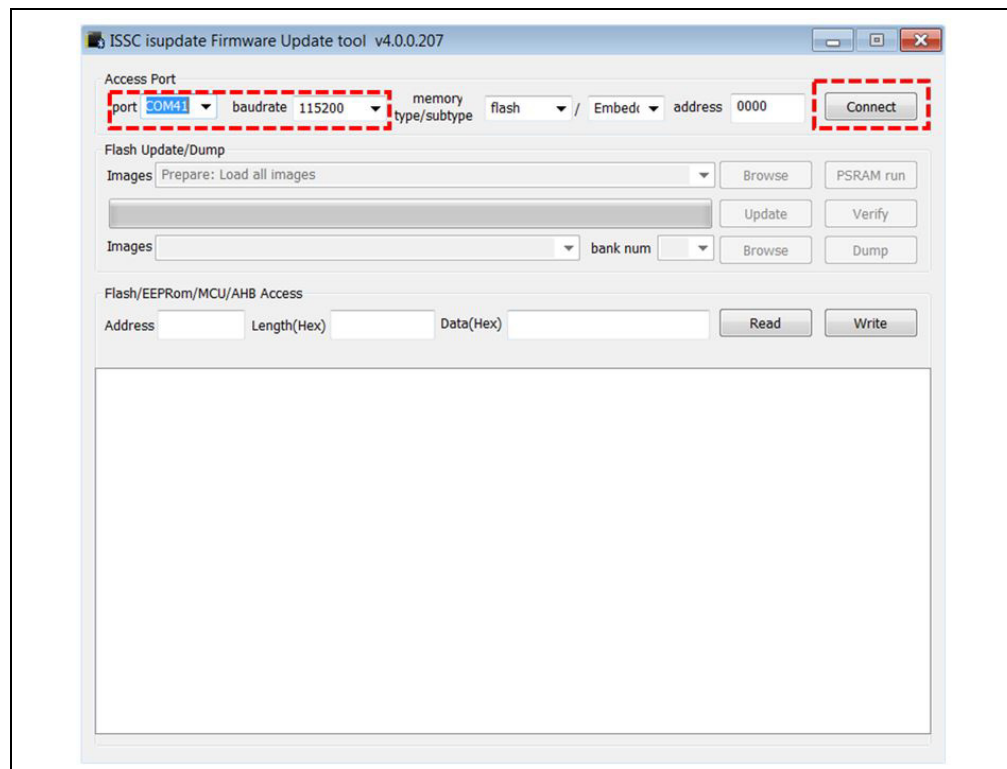 ISSC isupdate Firmware Update tool v4.0.0.207
Access Port
port COM41 baudrate 115200 memory type/subtype flash / Embed address 0000 Connect
Flash Update/Dump
Images Prepare: Load all images Browse PSRAM run
Update Verify
Images bank num Browse Dump
Flash/EEPRom/MCU/AHB Access
Address Length(Hex) Data(Hex) Read Write